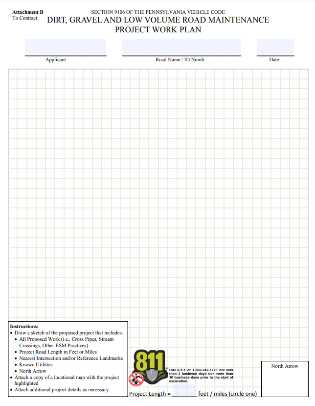 Attachment B
SECTION 9106 OF THE PENNSYLVANIA VEHICLE CODE
To Contract
DIRT, GRAVEL AND LOW VOLUME ROAD MAINTENANCE
PROJECT WORK PLAN
Applicant
Road Name / ID North
Date
Instructions:
• Draw a sketch of the proposed project that includes:
• All Proposed Work (i.e., Cross Pipes, Stream
Crossings, Other ESM Practices)
• Project Road Length in Feet or Miles
• Nearest Intersection and/or Reference Landmarks
• Known Utilities
• North Arrow
• Attach a copy of a locational map with the project
highlighted
• Attach additional project details as necessary
811
North Arrow
Project Length =
feet / miles (circle one)